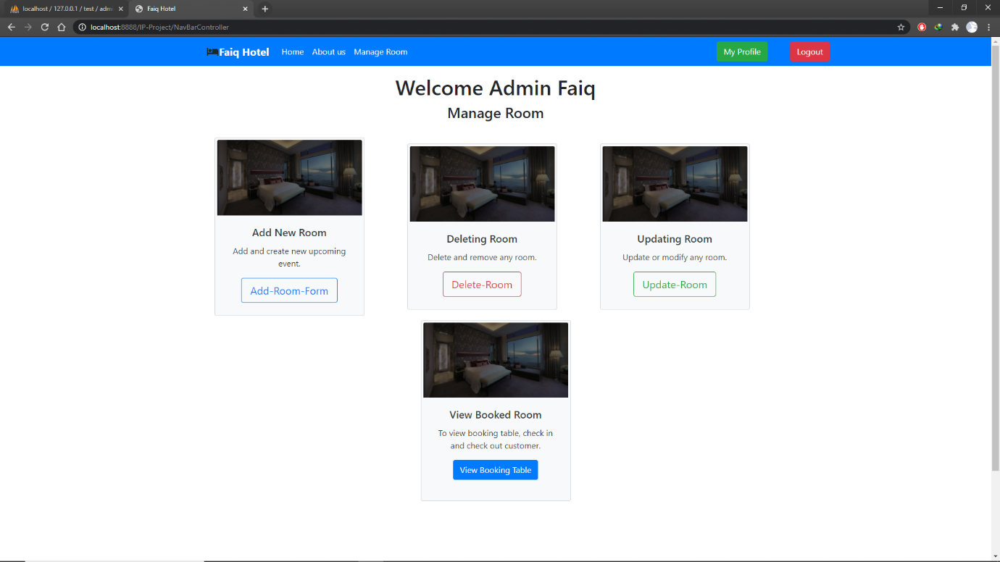 localhost / 127.0.0.1 / test / adm
Faiq Hotel
localhost:8888/IP-Project/NavBarController
Faiq Hotel
Home
About us
Manage Room
My Profile
Logout
Welcome Admin Faiq
Manage Room
Add New Room
Add and create new upcoming
event.
Add-Room-Form
Deleting Room
Delete and remove any room.
Delete-Room
Updating Room
Update or modify any room.
Update-Room
View Booked Room
To view booking table, check in
and check out customer.
View Booking Table